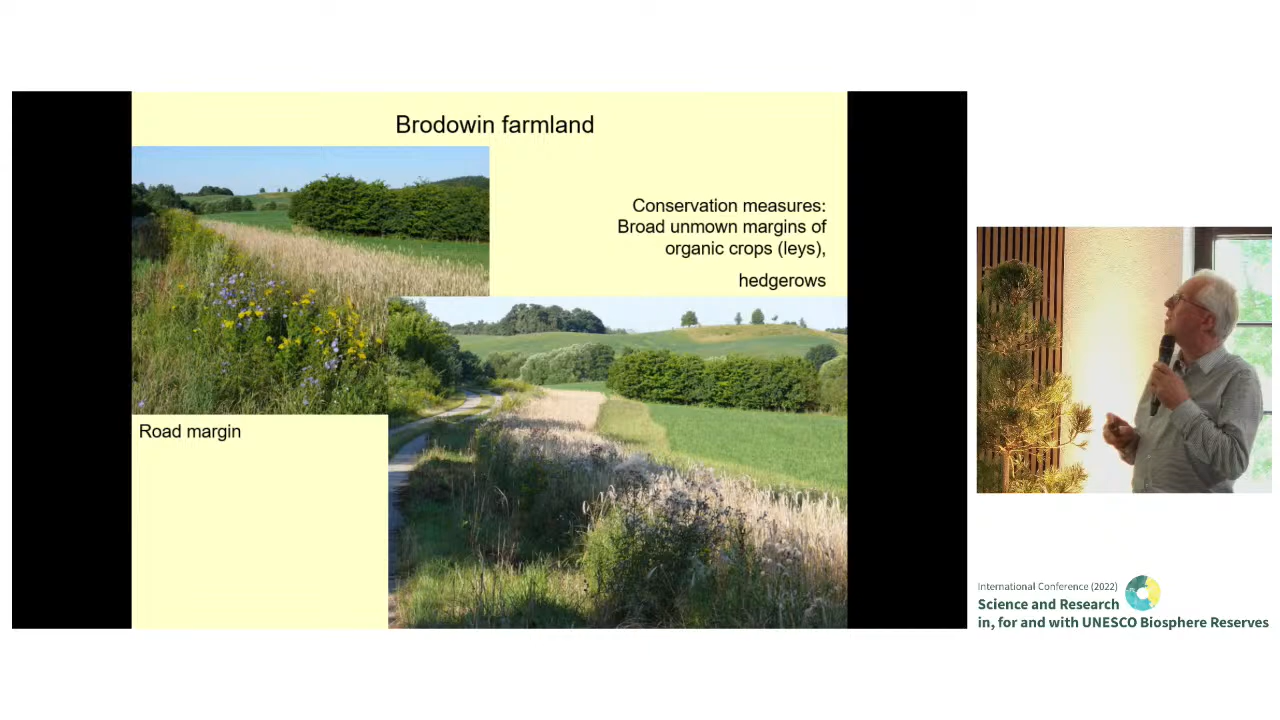 Brodowin farmland
Conservation measures:
Broad unmown margins of
organic crops (leys),
hedgerows
Road margin
International Conference (2022)
Science and Research
in, for and with UNESCO Biosphere Reserves